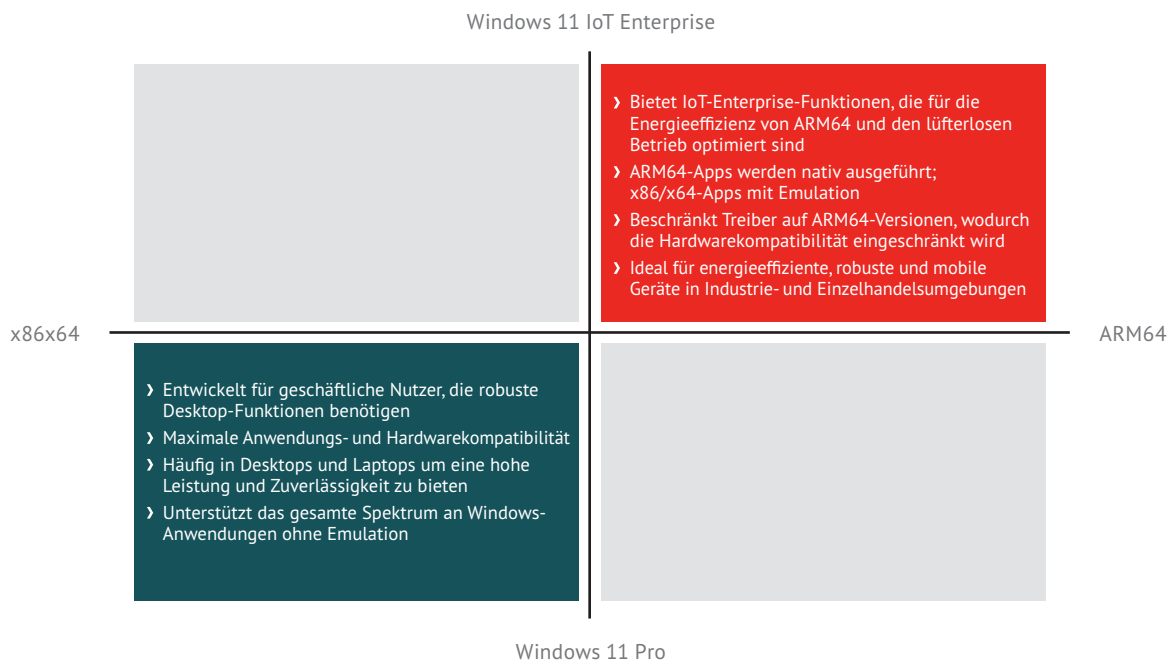 Windows 11 IoT Enterprise
❯ Bietet IoT-Enterprise-Funktionen, die für die
Energieeffizienz von ARM64 und den lüfterlosen
Betrieb optimiert sind
❯ ARM64-Apps werden nativ ausgeführt;
x86/x64-Apps mit Emulation
❯ Beschränkt Treiber auf ARM64-Versionen, wodurch
die Hardwarekompatibilität eingeschränkt wird
❯ Ideal für energieeffiziente, robuste und mobile
Geräte in Industrie- und Einzelhandelsumgebungen
x86x64
ARM64
❯ Entwickelt für geschäftliche Nutzer, die robuste
Desktop-Funktionen benötigen
❯ Maximale Anwendungs- und Hardwarekompatibilität
❯ Häufig in Desktops und Laptops um eine hohe
Leistung und Zuverlässigkeit zu bieten
❯ Unterstützt das gesamte Spektrum an Windows-
Anwendungen ohne Emulation
Windows 11 Pro